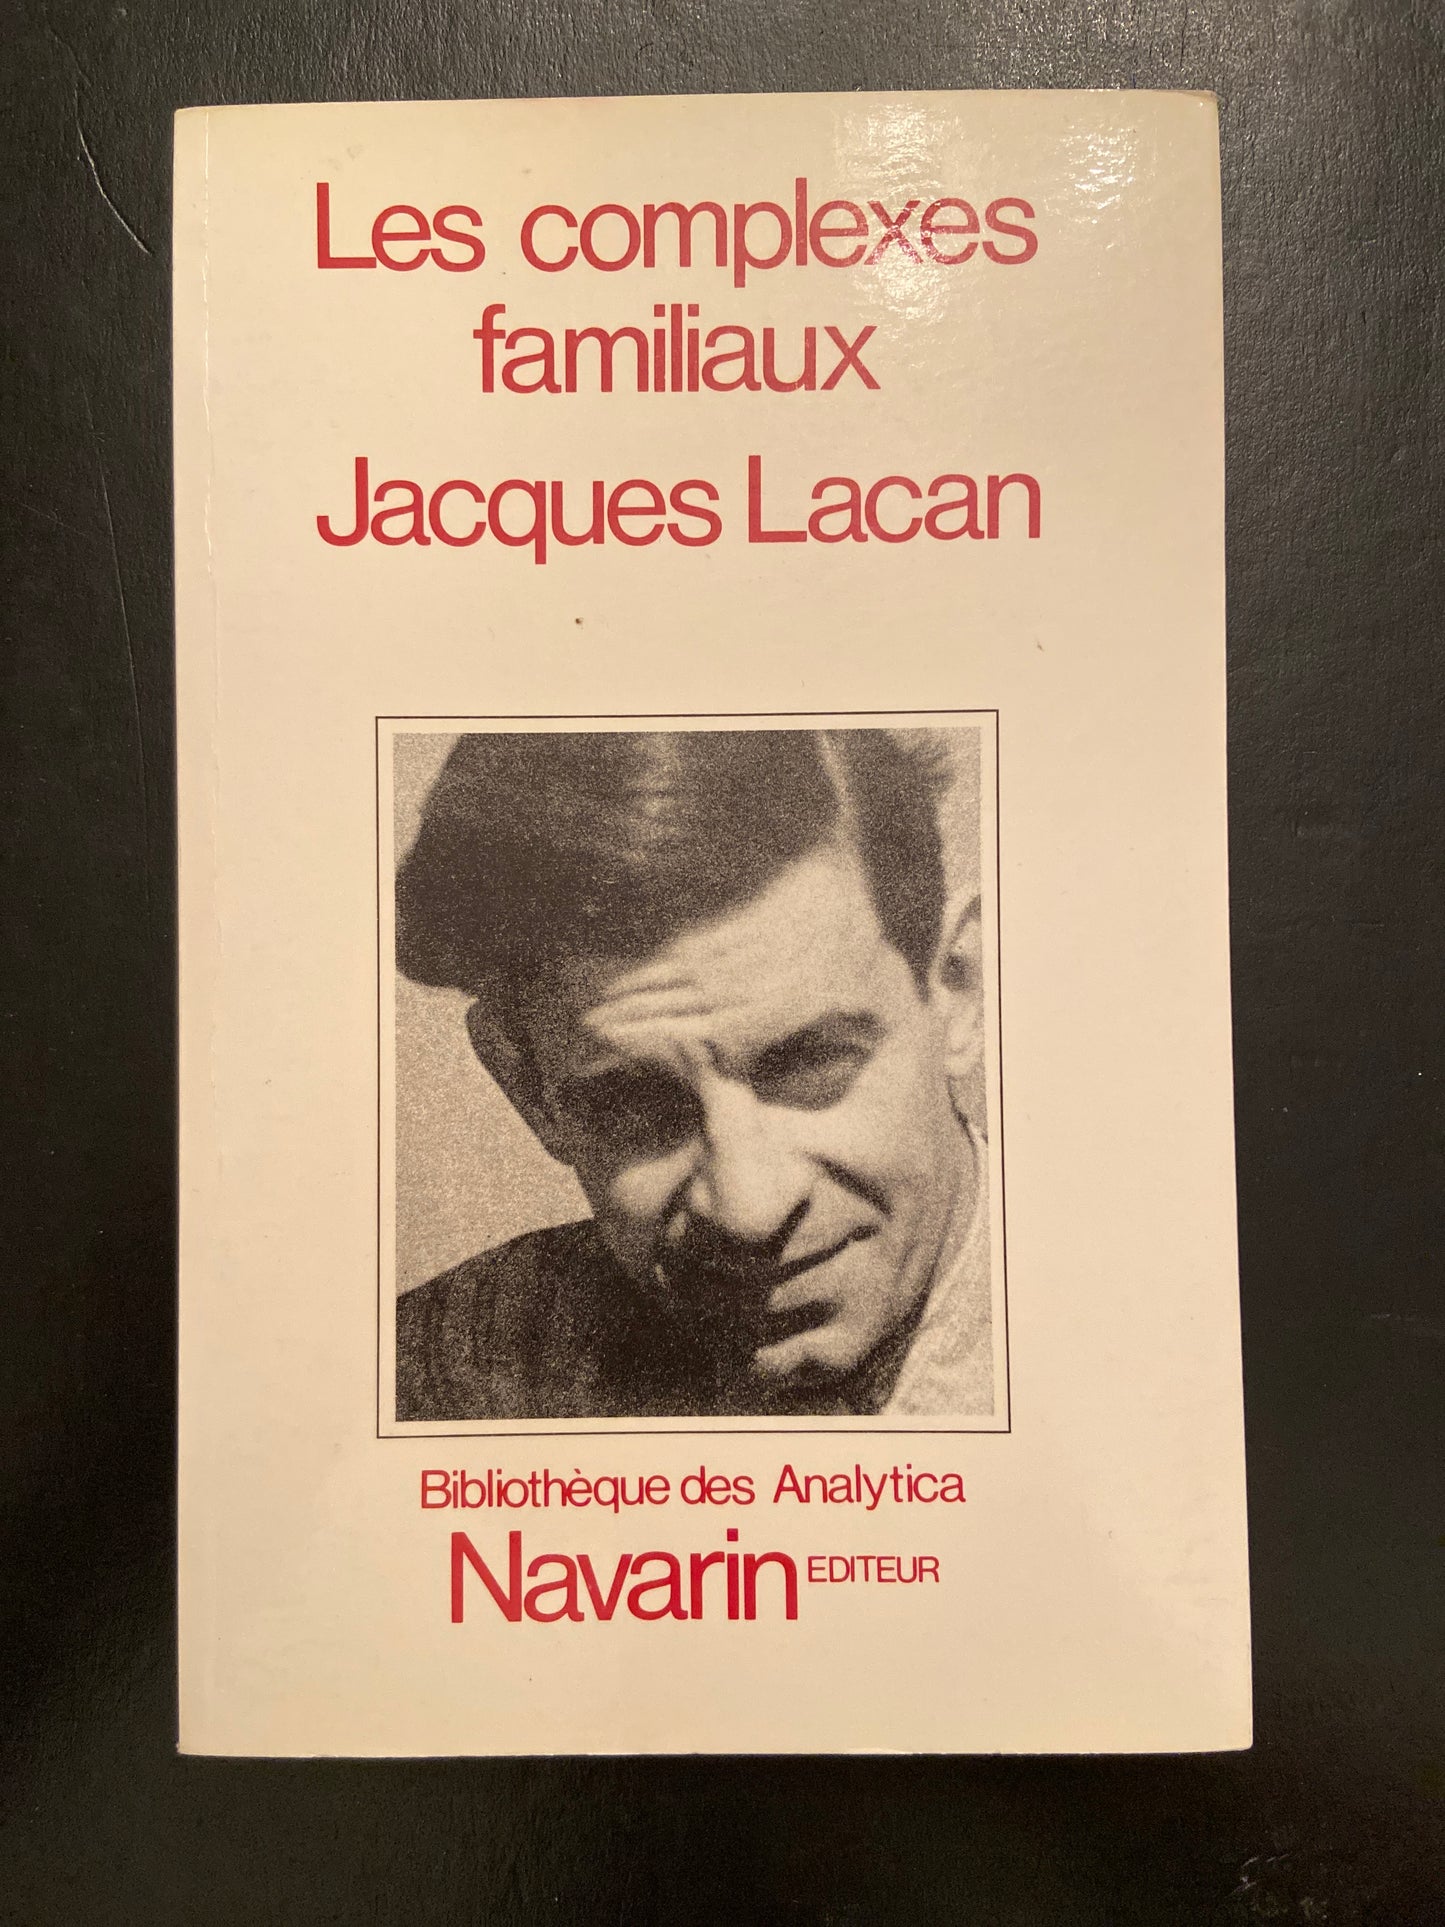 Les complexes
familiaux
Jacques Lacan
Bibliothèque des Analytica
Navarin EDITEUR